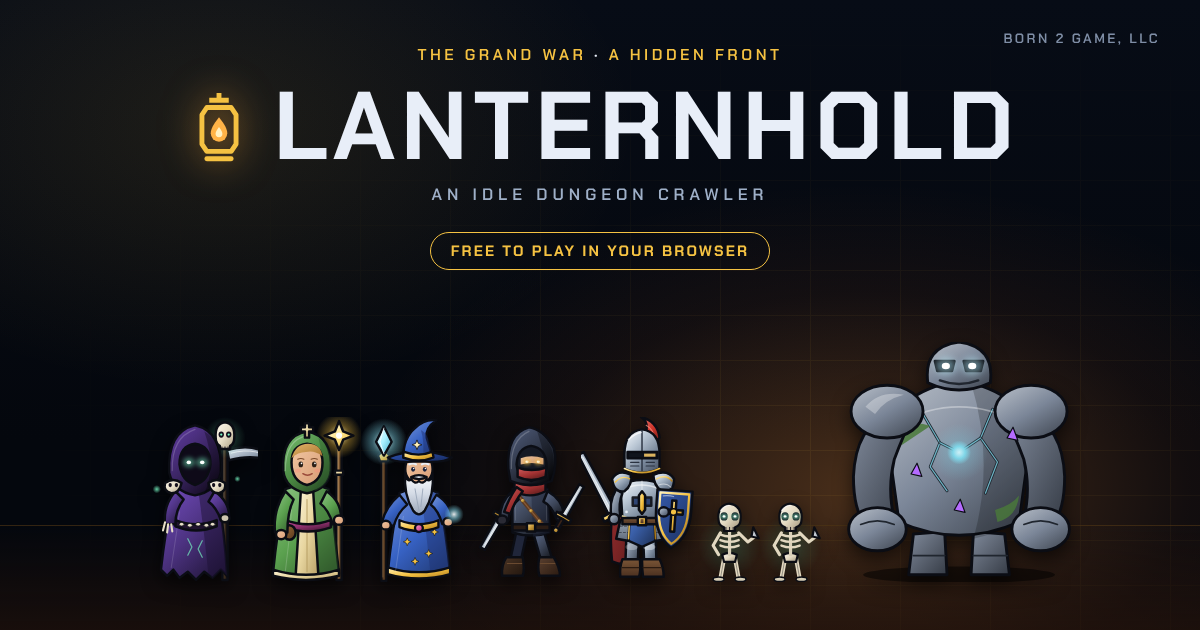 BORN 2 GAME, LLC
THE GRAND WAR · A HIDDEN FRONT
LANTERNHOLD
AN IDLE DUNGEON CRAWLER
FREE TO PLAY IN YOUR BROWSER